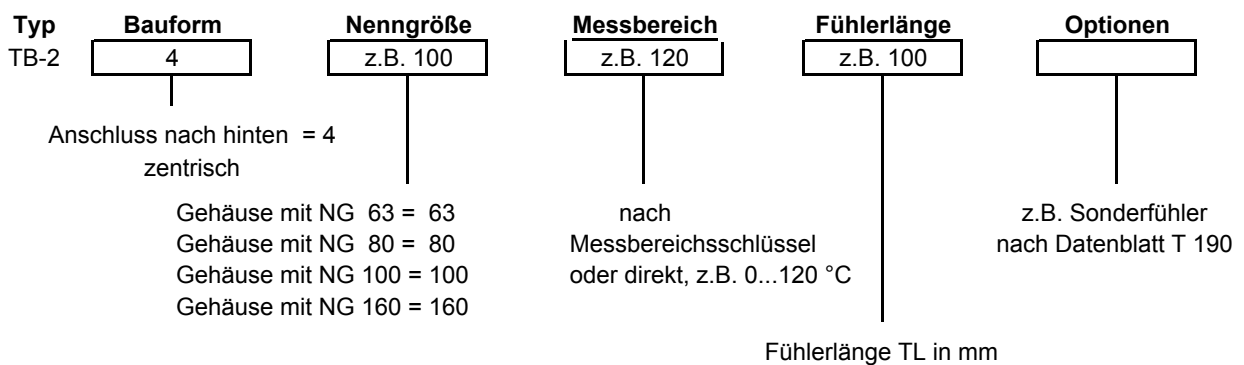 Typ Bauform Nenngröße Messbereich Fühlerlänge Optionen
TB-2 4 z.B. 100 z.B. 120 z.B. 100
Anschluss nach hinten = 4
zentrisch
Gehäuse mit NG 63 = 63 nach z.B. Sonderfühler
Gehäuse mit NG 80 = 80 Messbereichsschlüssel nach Datenblatt T 190
Gehäuse mit NG 100 = 100 oder direkt, z.B. 0...120 °C
Gehäuse mit NG 160 = 160
Fühlerlänge TL in mm